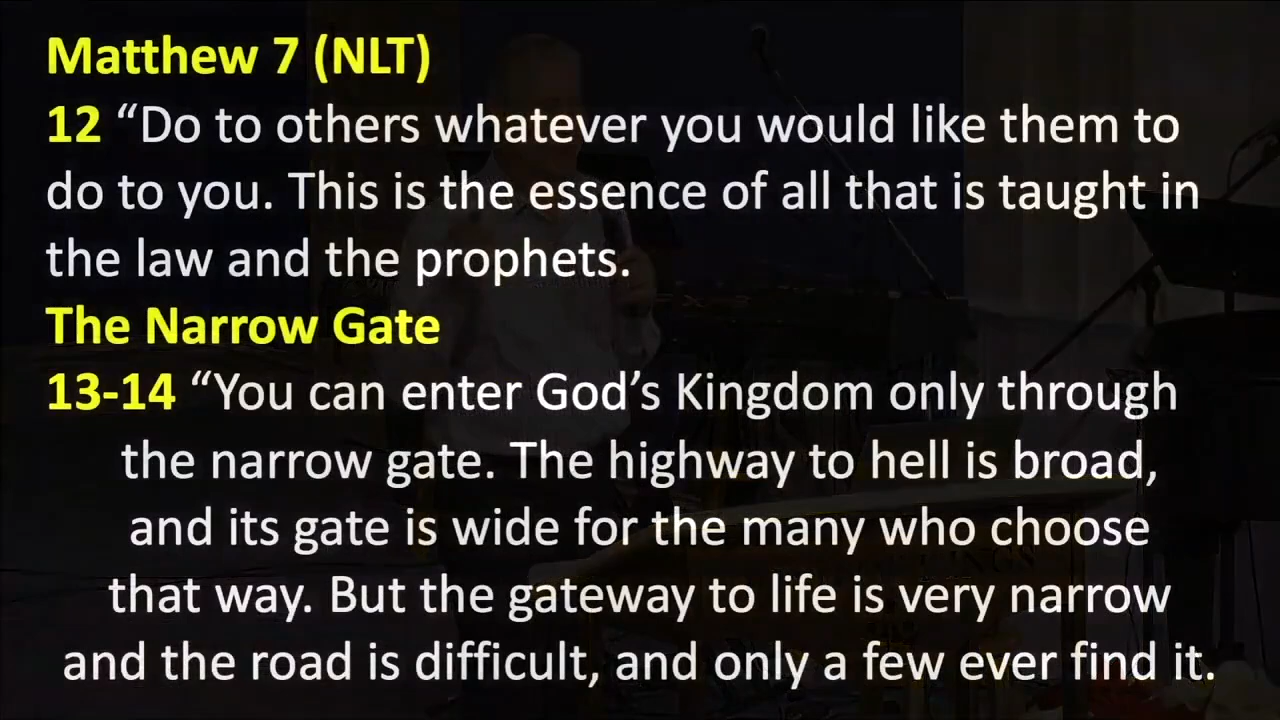 Matthew 7 (NLT)
12 “Do to others whatever you would like them to
do to you. This is the essence of all that is taught in
the law and the prophets.
The Narrow Gate
13-14 “You can enter God’s Kingdom only through
the narrow gate. The highway to hell is broad,
and its gate is wide for the many who choose
that way. But the gateway to life is very narrow
and the road is difficult, and only a few ever find it.